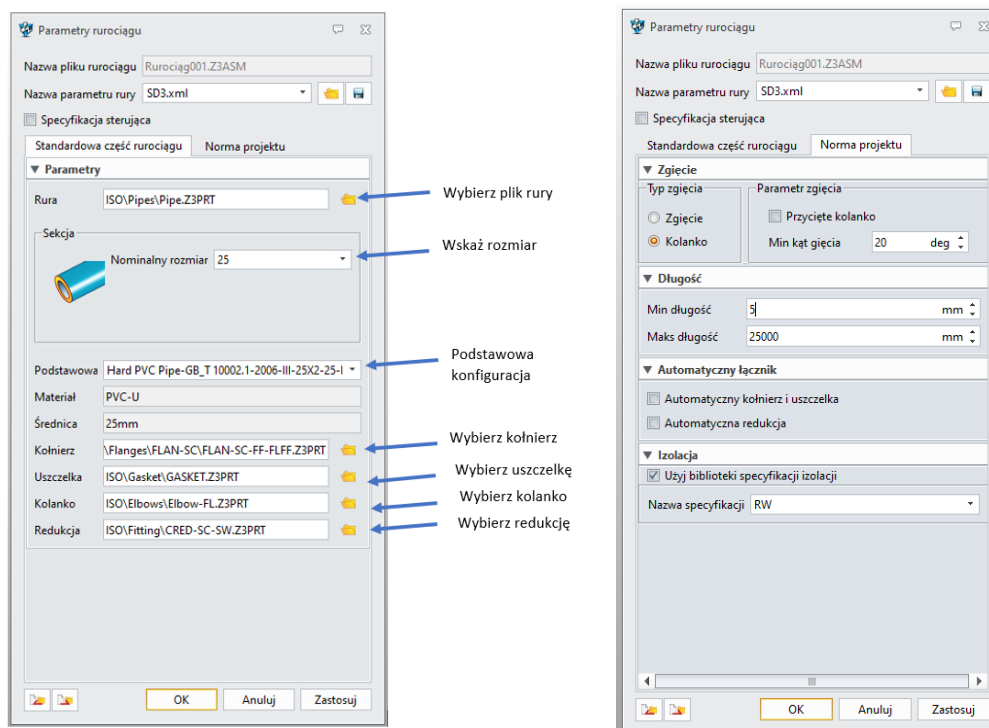 Parametry rurociągu
Nazwa pliku rurociągu Rurociąg001.Z3ASM
Nazwa parametru rury SD3.xml
Specyfikacja sterująca
Standardowa część rurociągu Norma projektu
Parametry
Rura ISO\Pipes\Pipe.Z3PRT
Sekcja
Nominalny rozmiar 25
Podstawowa Hard PVC Pipe-GB_T 10002.1-2006-III-25X2-25-I
Materiał PVC-U
Średnica 25mm
Kołnierz \Flanges\FLAN-SC\FLAN-SC-FF-FLFF.Z3PRT
Uszczelka ISO\Gasket\GASKET.Z3PRT
Kolanko ISO\Elbows\Elbow-FL.Z3PRT
Redukcja ISO\Fitting\CRED-SC-SW.Z3PRT
OK Anuluj Zastosuj
Wybierz plik rury
Wskaż rozmiar
Podstawowa
konfiguracja
Wybierz kołnierz
Wybierz uszczelkę
Wybierz kolanko
Wybierz redukcję
Parametry rurociągu
Nazwa pliku rurociągu Rurociąg001.Z3ASM
Nazwa parametru rury SD3.xml
Specyfikacja sterująca
Standardowa część rurociągu Norma projektu
Zgięcie
Typ zgięcia Parametr zgięcia
Zgięcie Przycięte kolanko
Kolanko Min kąt gięcia 20 deg
Długość
Min długość 5 mm
Maks długość 25000 mm
Automatyczny łącznik
Automatyczny kołnierz i uszczelka
Automatyczna redukcja
Izolacja
Użyj biblioteki specyfikacji izolacji
Nazwa specyfikacji RW
OK Anuluj Zastosuj